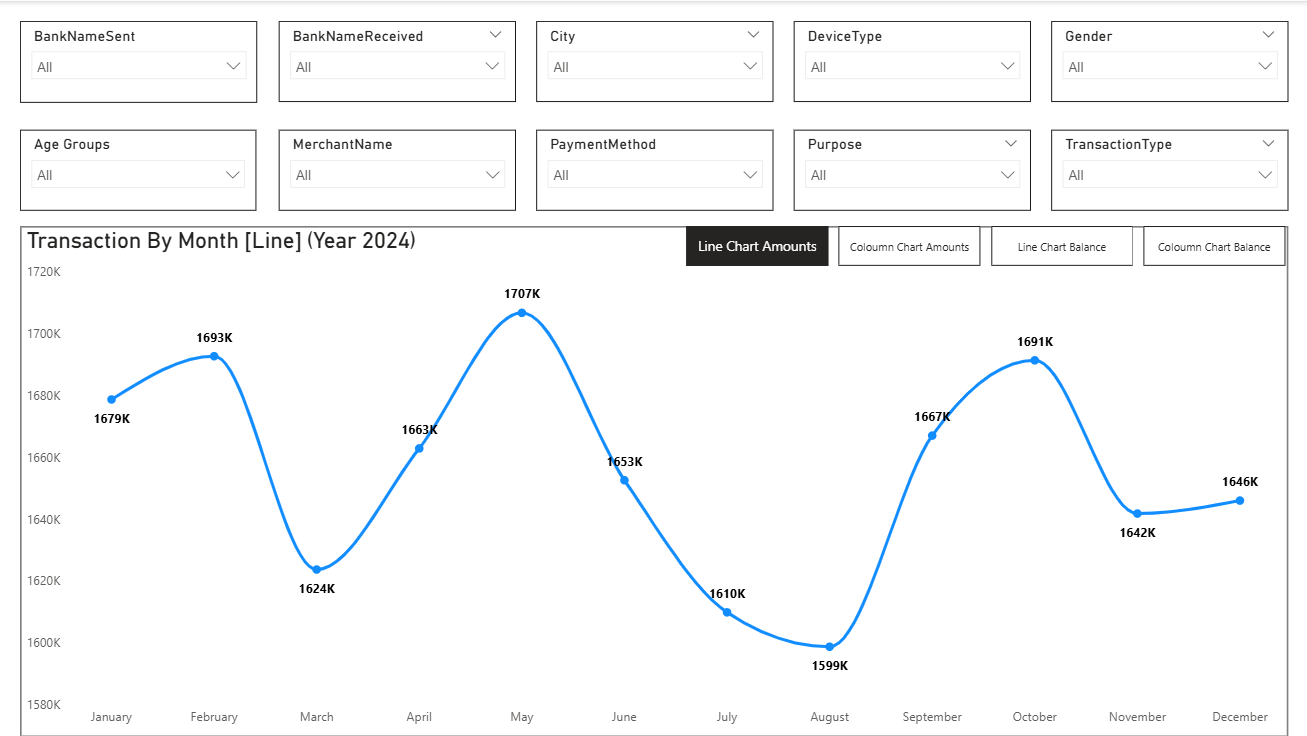 BankNameSent
BankNameReceived
City
DeviceType
Gender
All
All
All
All
All
Age Groups
MerchantName
PaymentMethod
Purpose
TransactionType
All
All
All
All
All
Transaction By Month [Line] (Year 2024)
Line Chart Amounts
Coloumn Chart Amounts
Line Chart Balance
Coloumn Chart Balance
1720K
1700K
1680K
1660K
1640K
1620K
1600K
1580K
1679K
1693K
1624K
1663K
1707K
1653K
1610K
1599K
1667K
1691K
1642K
1646K
January
February
March
April
May
June
July
August
September
October
November
December